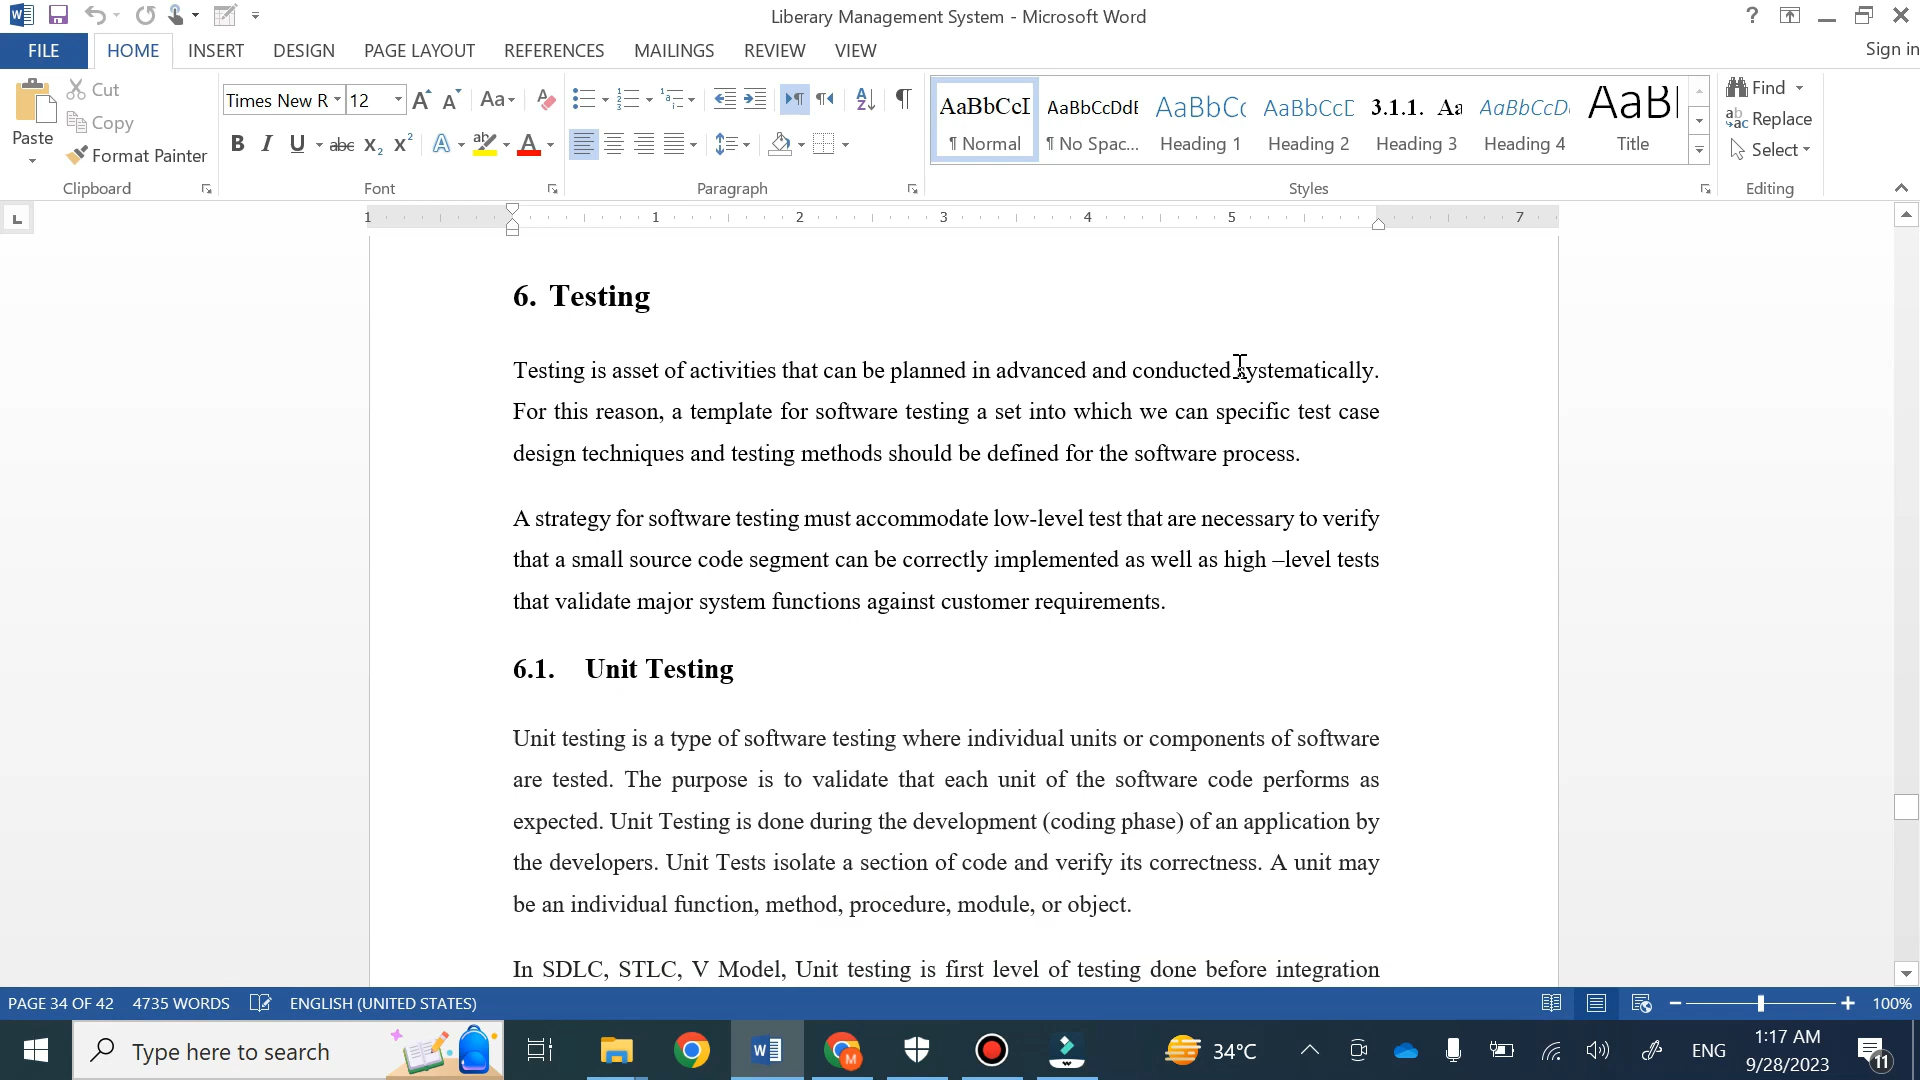 Liberary Management System - Microsoft Word
FILE HOME INSERT DESIGN PAGE LAYOUT REFERENCES MAILINGS REVIEW VIEW Sign in
Paste
Cut
Copy
Format Painter
Clipboard
Times New R 12
Font
Paragraph
AaBbCcI AaBbCcDdE AaBbCc AaBbCcD 3.1.1. Aa AaBbCcD AaB
¶ Normal ¶ No Spac... Heading 1 Heading 2 Heading 3 Heading 4 Title
Styles
Find
Replace
Select
Editing
1 1 2 3 4 5 7
6. Testing
Testing is asset of activities that can be planned in advanced and conducted systematically.
For this reason, a template for software testing a set into which we can specific test case
design techniques and testing methods should be defined for the software process.
A strategy for software testing must accommodate low-level test that are necessary to verify
that a small source code segment can be correctly implemented as well as high –level tests
that validate major system functions against customer requirements.
6.1. Unit Testing
Unit testing is a type of software testing where individual units or components of software
are tested. The purpose is to validate that each unit of the software code performs as
expected. Unit Testing is done during the development (coding phase) of an application by
the developers. Unit Tests isolate a section of code and verify its correctness. A unit may
be an individual function, method, procedure, module, or object.
In SDLC, STLC, V Model, Unit testing is first level of testing done before integration
PAGE 34 OF 42 4735 WORDS ENGLISH (UNITED STATES) 100%
Type here to search
34°C
ENG
1:17 AM
9/28/2023
11